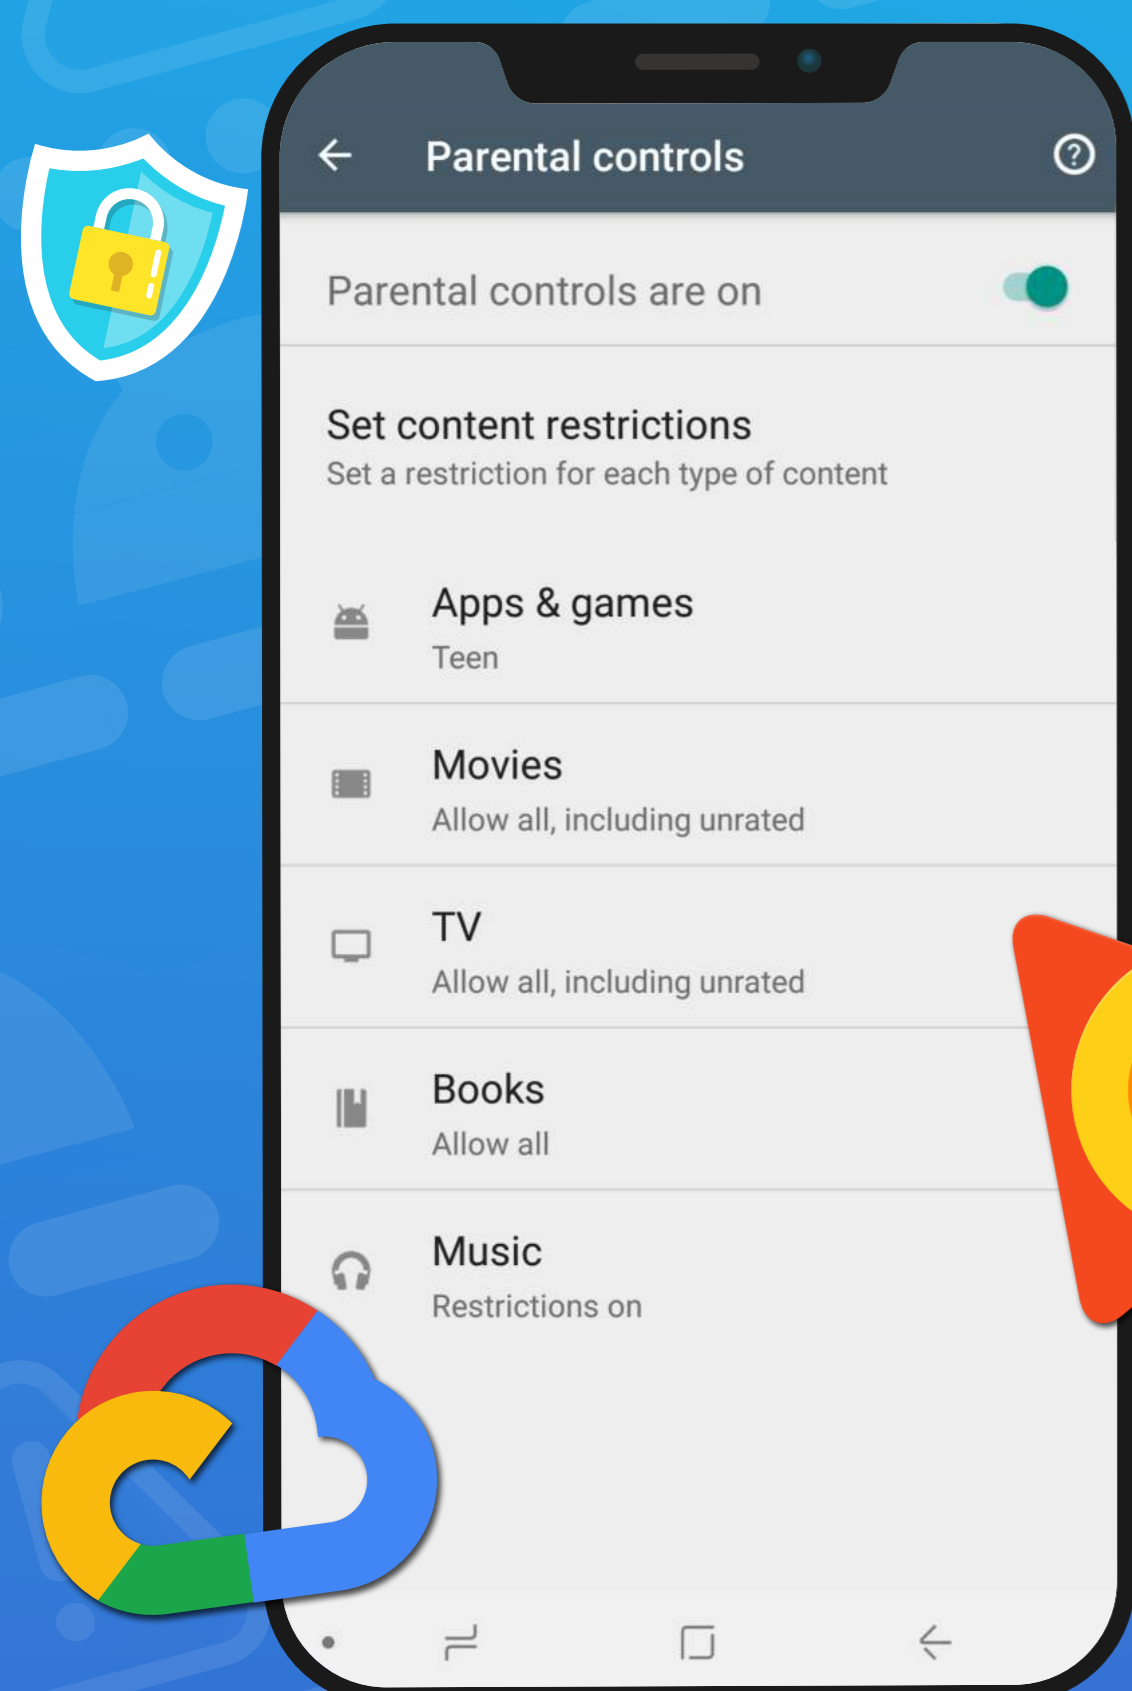 Parental controls
Parental controls are on
Set content restrictions
Set a restriction for each type of content
Apps & games
Teen
Movies
Allow all, including unrated
TV
Allow all, including unrated
Books
Allow all
Music
Restrictions on